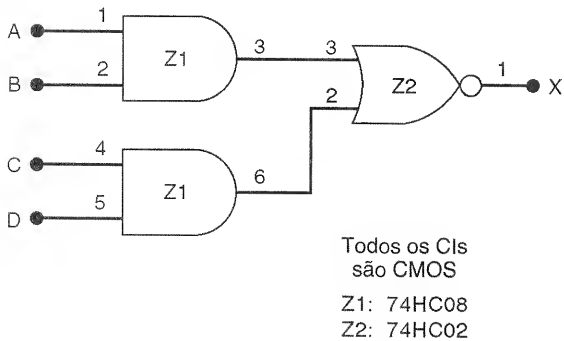 A 1
Z1
B 2
3
3
Z2
1 X
2
C 4
Z1
6
D 5
Todos os CIs
são CMOS
Z1: 74HC08
Z2: 74HC02